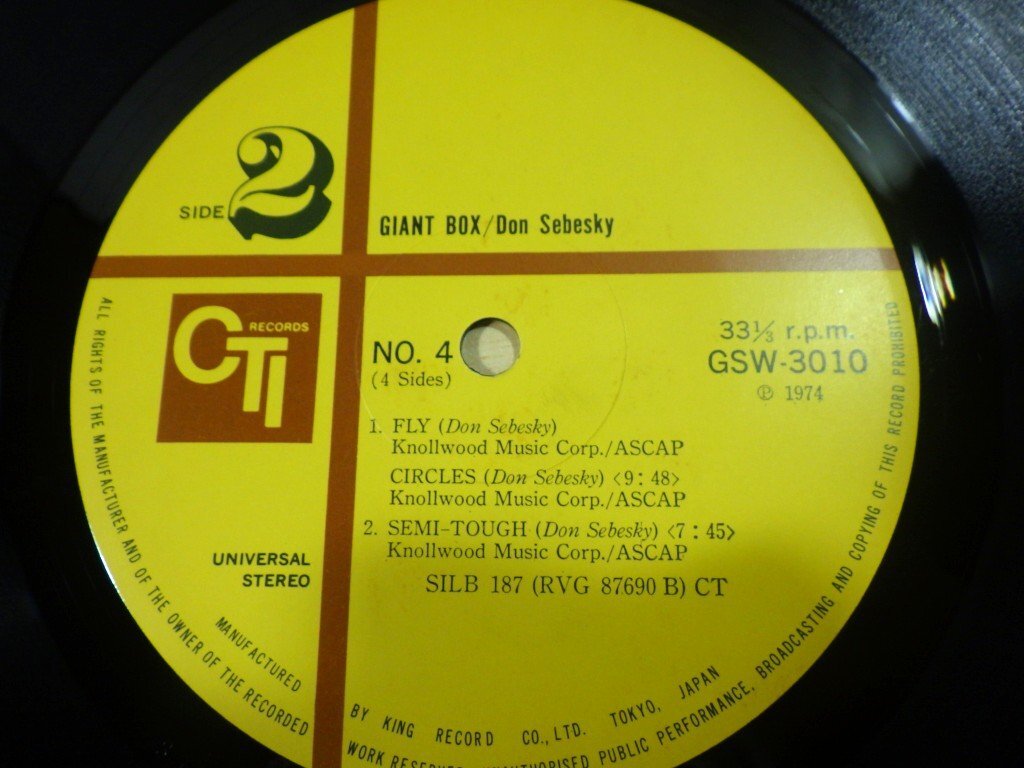 SIDE 2
GIANT BOX/Don Sebesky
CTI RECORDS
NO. 4
(4 Sides)
33⅓ r.p.m.
GSW-3010
℗ 1974
1. FLY (Don Sebesky)
Knollwood Music Corp./ASCAP
CIRCLES (Don Sebesky) <9:48>
Knollwood Music Corp./ASCAP
2. SEMI-TOUGH (Don Sebesky) <7:45>
Knollwood Music Corp./ASCAP
SILB 187 (RVG 87690 B) CT
UNIVERSAL
STEREO
MANUFACTURED BY KING RECORD CO., LTD. TOKYO, JAPAN
ALL RIGHTS OF THE MANUFACTURER AND OF THE OWNER OF THE RECORDED WORK RESERVED UNAUTHORISED PUBLIC PERFORMANCE, BROADCASTING AND COPYING OF THIS RECORD PROHIBITED